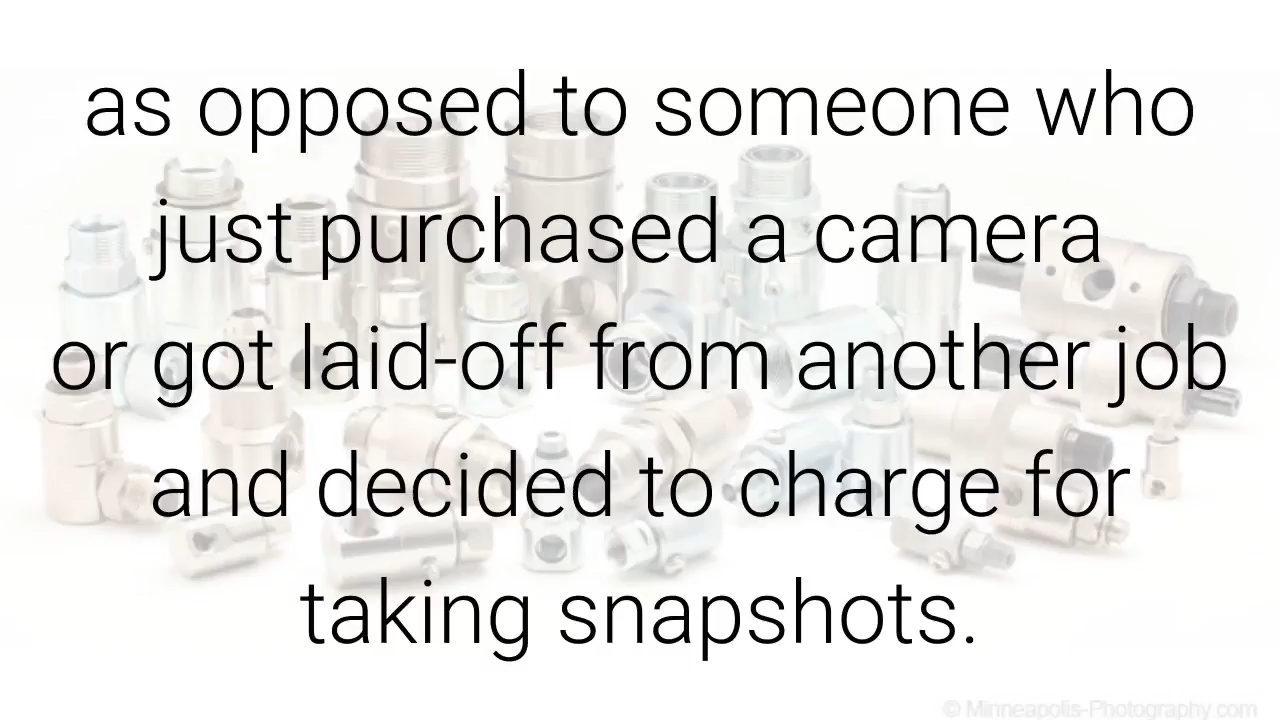 as opposed to someone who
just purchased a camera
or got laid-off from another job
and decided to charge for
taking snapshots.
© Minneapolis-Photography.com